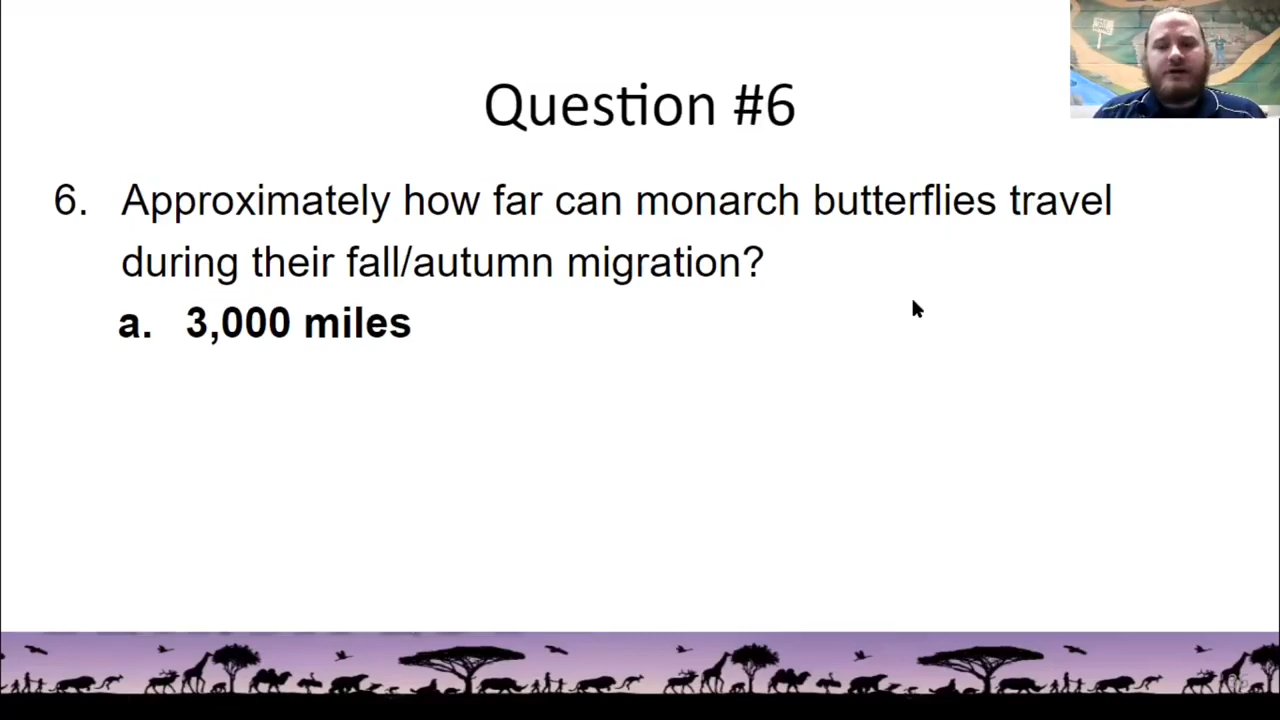 Question #6
6. Approximately how far can monarch butterflies travel
during their fall/autumn migration?
a. 3,000 miles